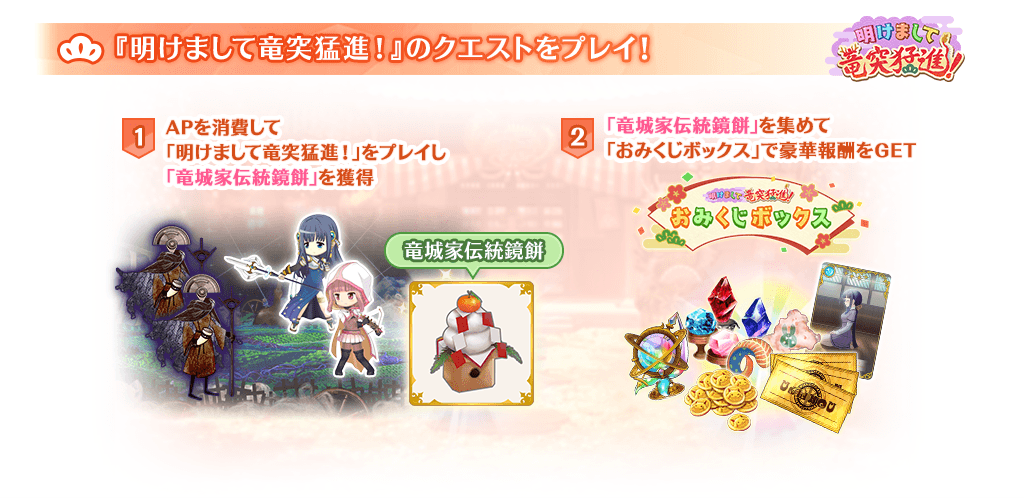 『明けまして竜突猛進！』のクエストをプレイ！
明けまして
竜突猛進！
1
APを消費して
「明けまして竜突猛進！」をプレイし
「竜城家伝統鏡餅」を獲得
竜城家伝統鏡餅
2
「竜城家伝統鏡餅」を集めて
「おみくじボックス」で豪華報酬をGET
明けまして竜突猛進！
おみくじボックス